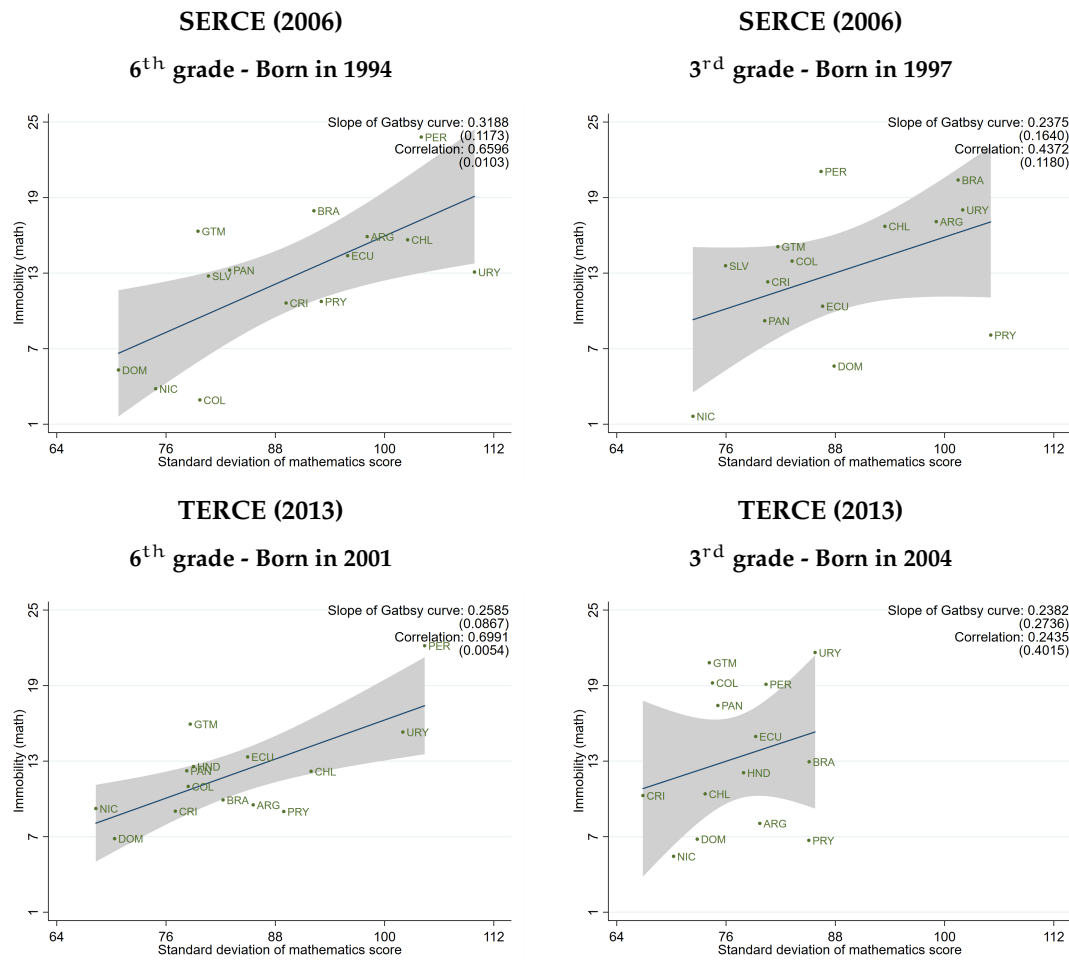 SERCE (2006)
6th grade - Born in 1994
Slope of Gatbsy curve: 0.3188
(0.1173)
Correlation: 0.6596
(0.0103)
25
19
13
7
1
Immobility (math)
PER
BRA
GTM
ARG
CHL
ECU
PAN
SLV
URY
CRI
PRY
DOM
NIC
COL
64
76
88
100
112
Standard deviation of mathematics score
SERCE (2006)
3rd grade - Born in 1997
Slope of Gatbsy curve: 0.2375
(0.1640)
Correlation: 0.4372
(0.1180)
25
19
13
7
1
Immobility (math)
PER
BRA
URY
ARG
CHL
GTM
COL
SLV
CRI
ECU
PAN
PRY
DOM
NIC
64
76
88
100
112
Standard deviation of mathematics score
TERCE (2013)
6th grade - Born in 2001
Slope of Gatbsy curve: 0.2585
(0.0867)
Correlation: 0.6991
(0.0054)
25
19
13
7
1
Immobility (math)
PER
GTM
URY
ECU
HND
PAN
CHL
COL
BRA
ARG
NIC
CRI
PRY
DOM
64
76
88
100
112
Standard deviation of mathematics score
TERCE (2013)
3rd grade - Born in 2004
Slope of Gatbsy curve: 0.2382
(0.2736)
Correlation: 0.2435
(0.4015)
25
19
13
7
1
Immobility (math)
URY
GTM
COL
PER
PAN
ECU
BRA
HND
CRI
CHL
ARG
DOM
PRY
NIC
64
76
88
100
112
Standard deviation of mathematics score